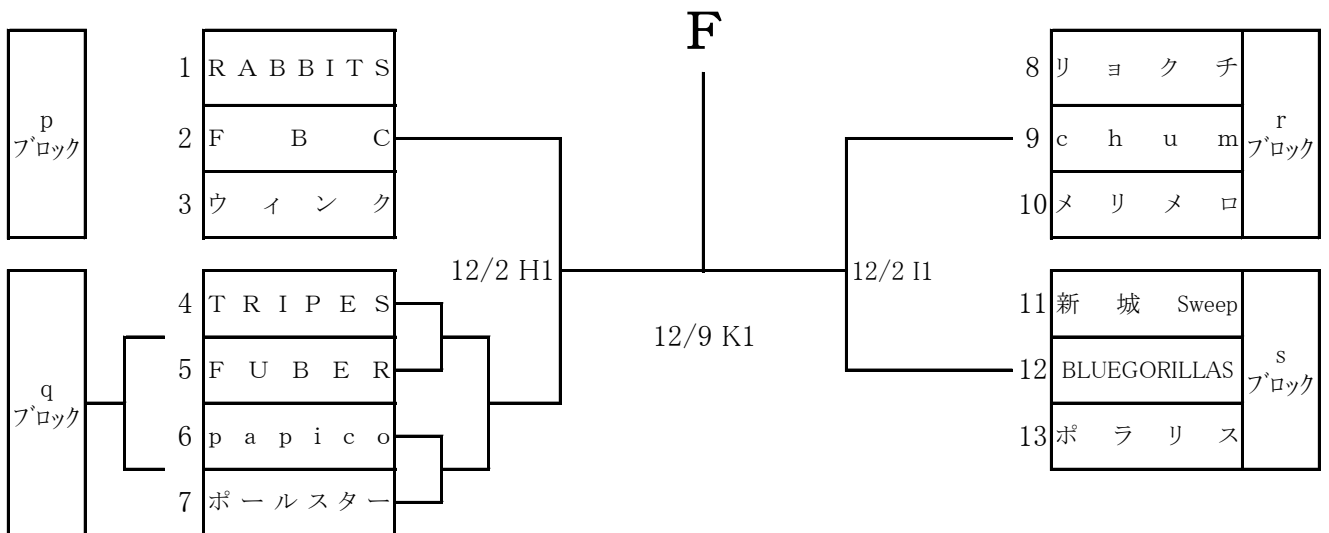 F
p
ブロック
1 RABBITS
2 FBC
3 ウィンク
12/2 H1
q
ブロック
4 TRIPES
5 FUBER
6 papico
7 ポールスター
12/9 K1
8 リョクチ
9 chum
10 メリメロ
r
ブロック
12/2 I1
11 新城 Sweep
12 BLUEGORILLAS
13 ポラリス
s
ブロック